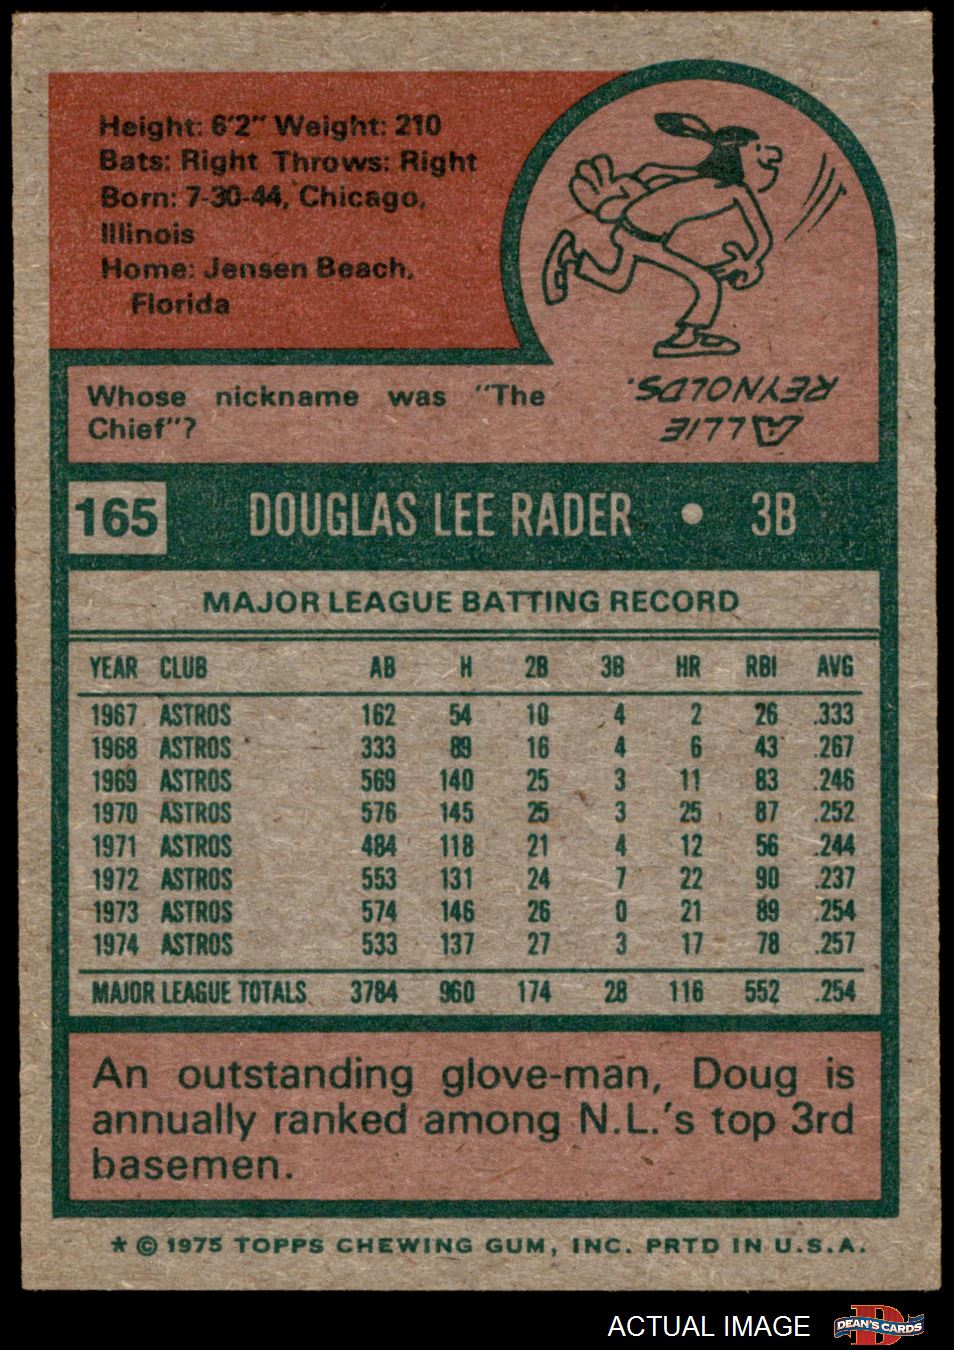 Height: 6'2" Weight: 210
Bats: Right Throws: Right
Born: 7-30-44, Chicago,
Illinois
Home: Jensen Beach,
Florida
Whose nickname was "The
Chief"?
ALLIE
REYNOLDS.
165 DOUGLAS LEE RADER • 3B
MAJOR LEAGUE BATTING RECORD
YEAR CLUB AB H 2B 3B HR RBI AVG
1967 ASTROS 162 54 10 4 2 26 .333
1968 ASTROS 333 89 16 4 6 43 .267
1969 ASTROS 569 140 25 3 11 83 .246
1970 ASTROS 576 145 25 3 25 87 .252
1971 ASTROS 484 118 21 4 12 56 .244
1972 ASTROS 553 131 24 7 22 90 .237
1973 ASTROS 574 146 26 0 21 89 .254
1974 ASTROS 533 137 27 3 17 78 .257
MAJOR LEAGUE TOTALS 3784 960 174 28 116 552 .254
An outstanding glove-man, Doug is
annually ranked among N.L.'s top 3rd
basemen.
* © 1975 TOPPS CHEWING GUM, INC. PRTD IN U.S.A.
ACTUAL IMAGE
DEAN'S CARDS